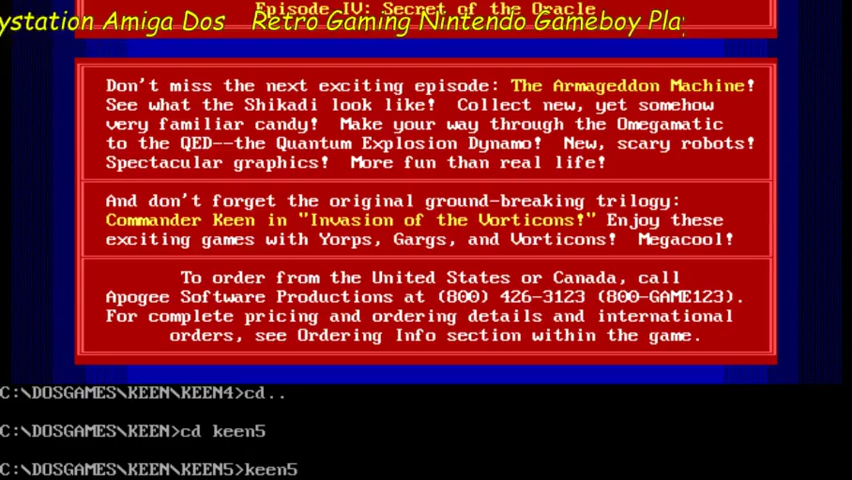 Episode IV: Secret of the Oracle
ystation Amiga Dos Retro Gaming Nintendo Gameboy Pla
Don't miss the next exciting episode: The Armageddon Machine!
See what the Shikadi look like! Collect new, yet somehow
very familiar candy! Make your way through the Omegamatic
to the QED--the Quantum Explosion Dynamo! New, scary robots!
Spectacular graphics! More fun than real life!
And don't forget the original ground-breaking trilogy:
Commander Keen in "Invasion of the Vorticons!" Enjoy these
exciting games with Yorps, Gargs, and Vorticons! Megacool!
To order from the United States or Canada, call
Apogee Software Productions at (800) 426-3123 (800-GAME123).
For complete pricing and ordering details and international
orders, see Ordering Info section within the game.
C:\DOSGAMES\KEEN\KEEN4>cd..
C:\DOSGAMES\KEEN>cd keen5
C:\DOSGAMES\KEEN\KEEN5>keen5